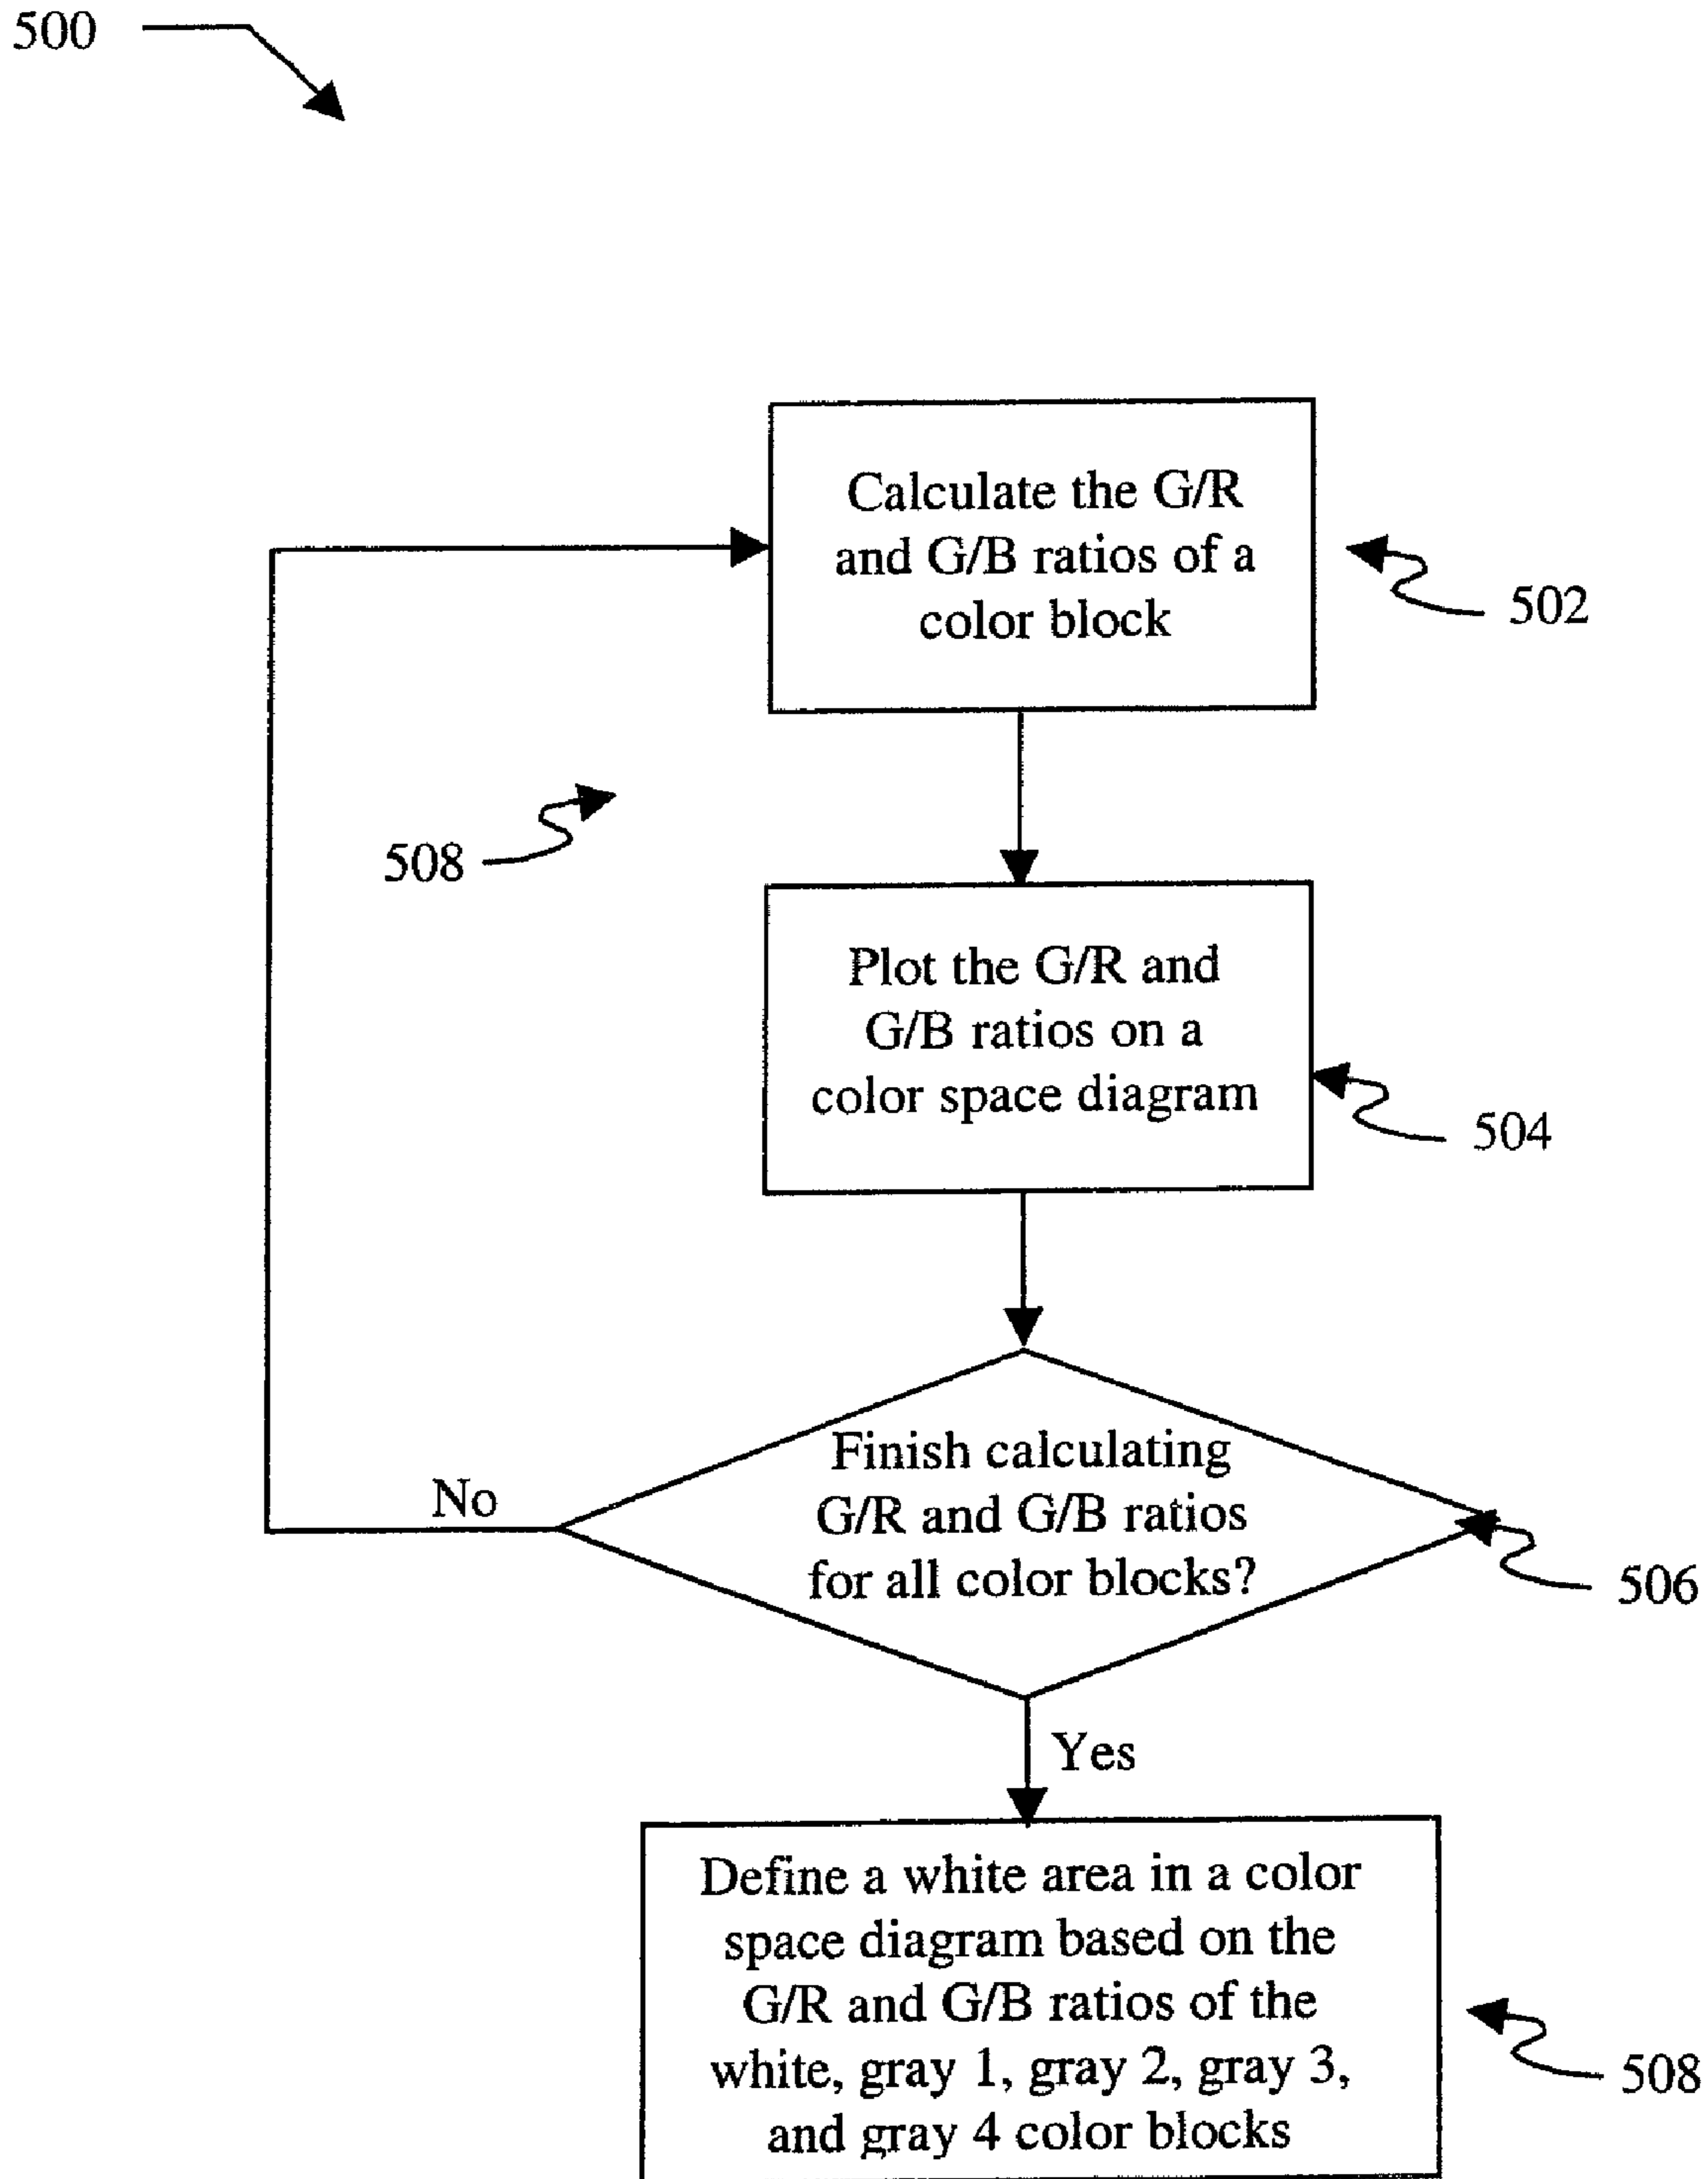 500
Calculate the G/R
and G/B ratios of a
color block
502
508
Plot the G/R and
G/B ratios on a
color space diagram
504
Finish calculating
G/R and G/B ratios
for all color blocks?
No
506
Yes
Define a white area in a color
space diagram based on the
G/R and G/B ratios of the
white, gray 1, gray 2, gray 3,
and gray 4 color blocks
508